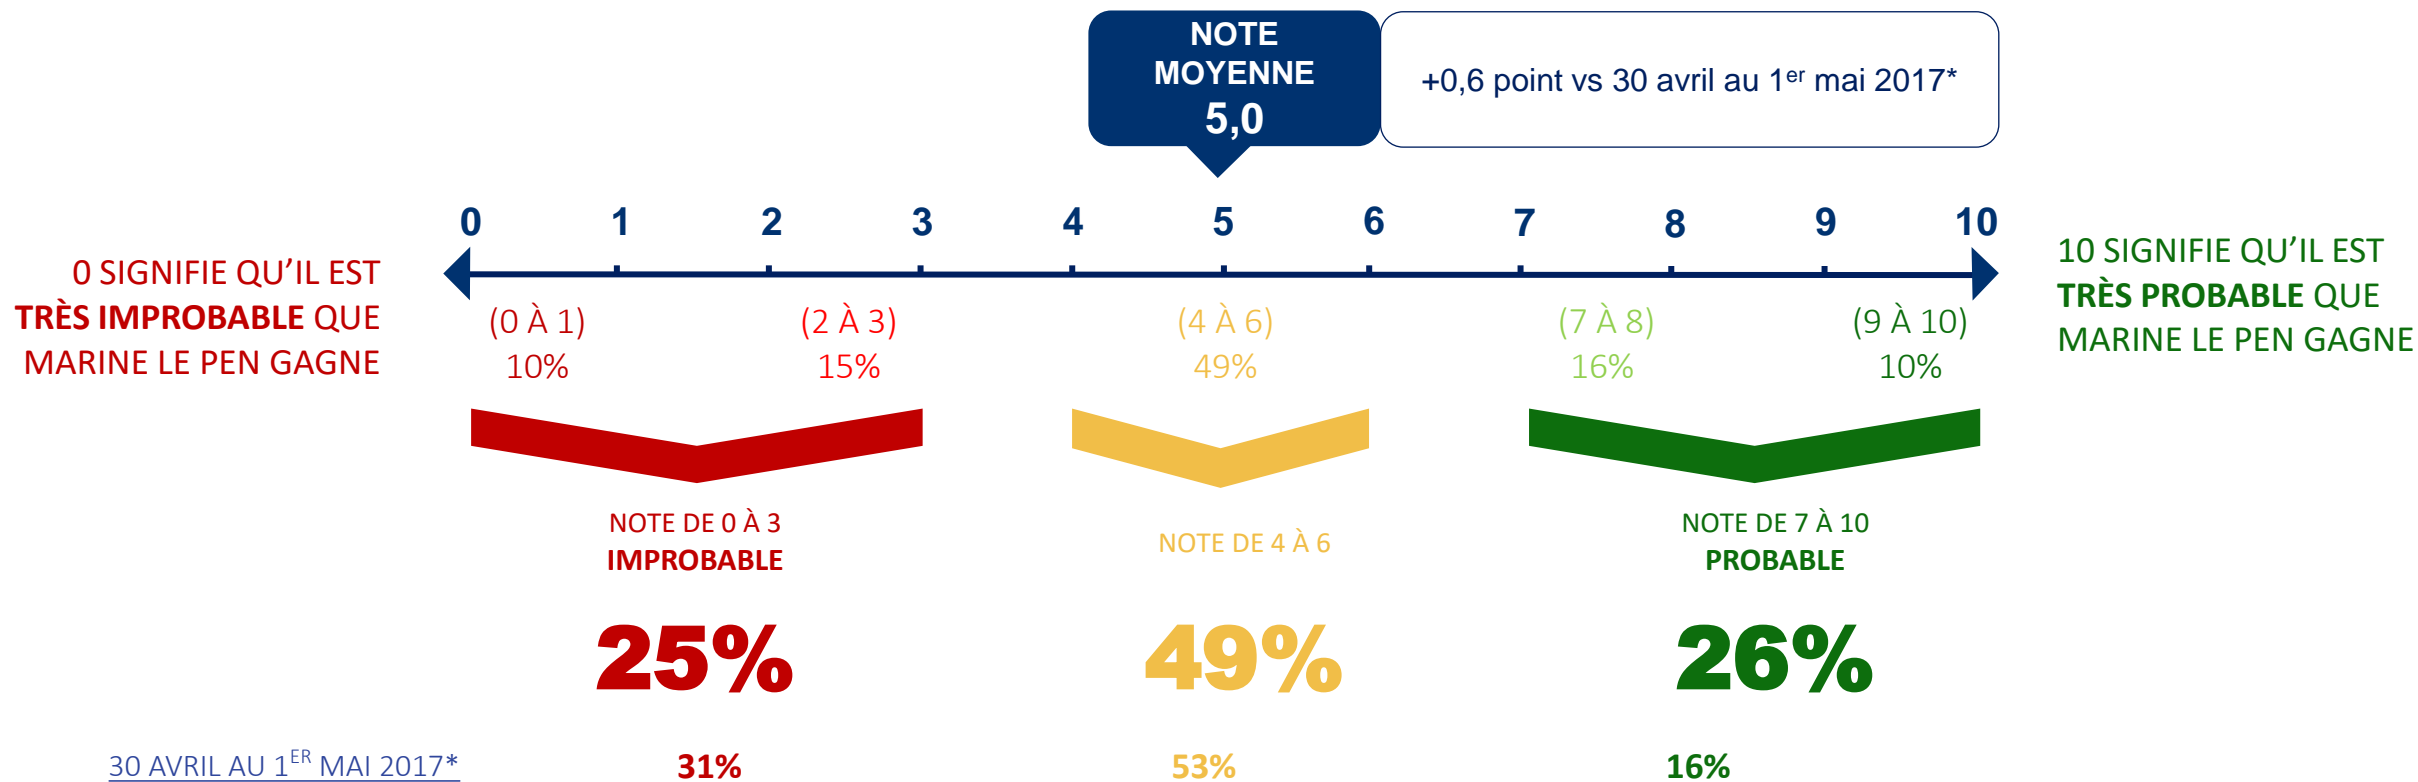 NOTE
MOYENNE
5,0
+0,6 point vs 30 avril au 1er mai 2017*
0 1 2 3 4 5 6 7 8 9 10
0 SIGNIFIE QU’IL EST
TRÈS IMPROBABLE QUE
MARINE LE PEN GAGNE
10 SIGNIFIE QU’IL EST
TRÈS PROBABLE QUE
MARINE LE PEN GAGNE
(0 À 1) (2 À 3) (4 À 6) (7 À 8) (9 À 10)
10% 15% 49% 16% 10%
NOTE DE 0 À 3
IMPROBABLE
NOTE DE 4 À 6
NOTE DE 7 À 10
PROBABLE
25% 49% 26%
30 AVRIL AU 1ER MAI 2017* 31% 53% 16%